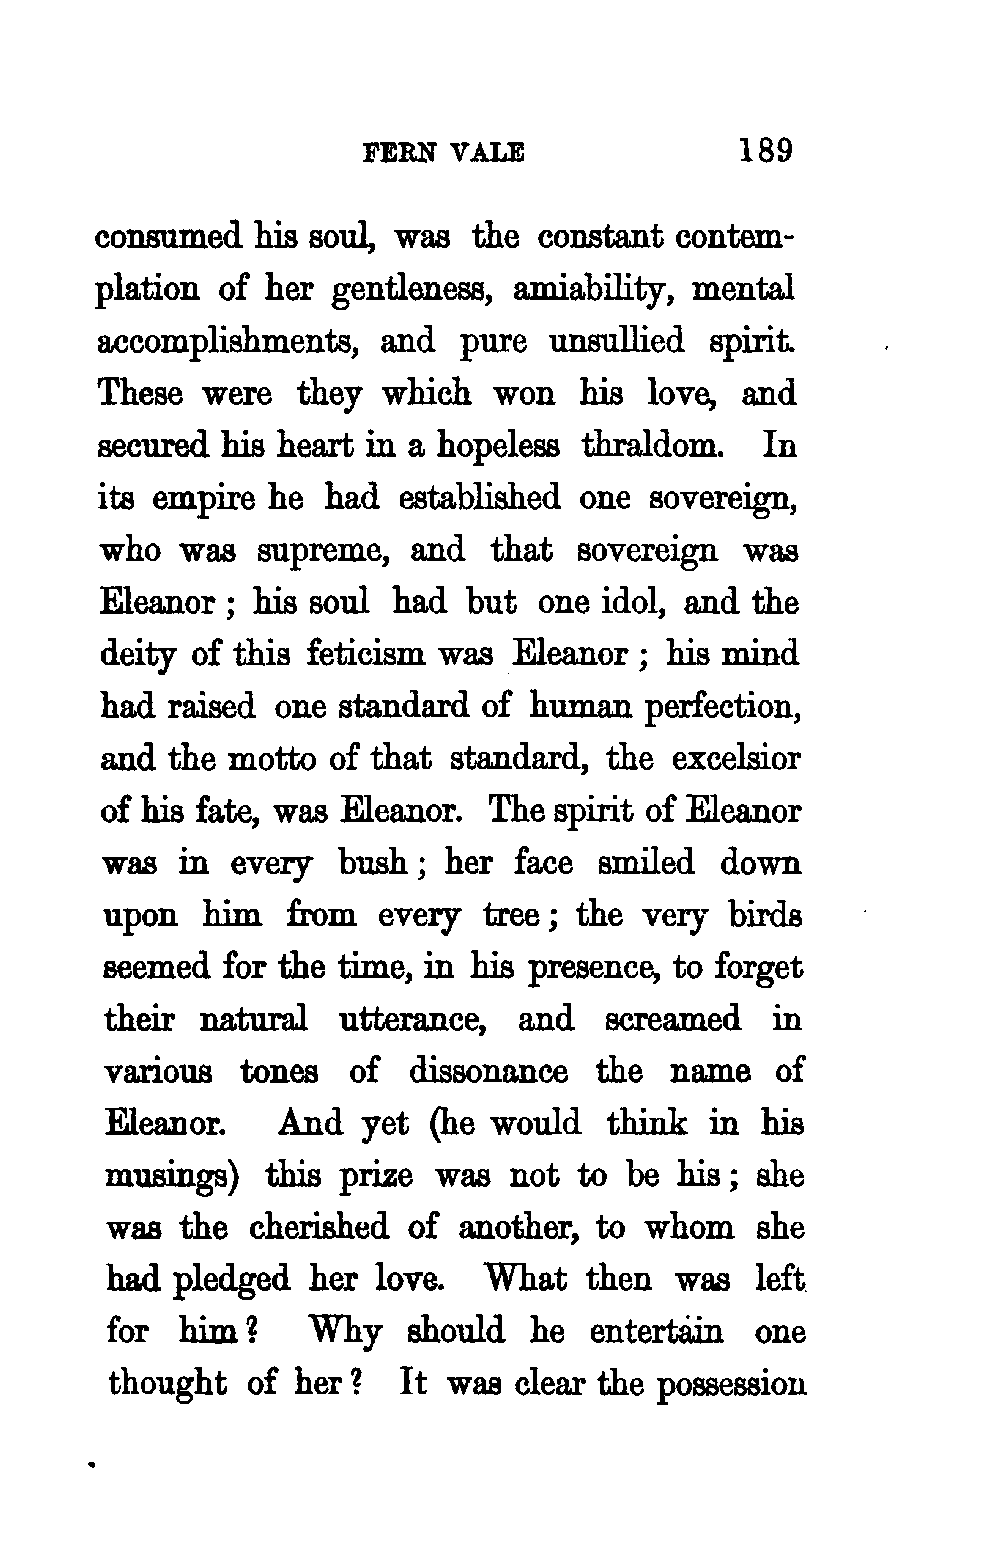 FERN VALE 189
consumed his soul, was the constant contem-
plation of her gentleness, amiability, mental
accomplishments, and pure unsullied spirit.
These were they which won his love, and
secured his heart in a hopeless thraldom. In
its empire he had established one sovereign,
who was supreme, and that sovereign was
Eleanor ; his soul had but one idol, and the
deity of this feticism was Eleanor ; his mind
had raised one standard of human perfection,
and the motto of that standard, the excelsior
of his fate, was Eleanor. The spirit of Eleanor
was in every bush ; her face smiled down
upon him from every tree ; the very birds
seemed for the time, in his presence, to forget
their natural utterance, and screamed in
various tones of dissonance the name of
Eleanor. And yet (he would think in his
musings) this prize was not to be his ; she
was the cherished of another, to whom she
had pledged her love. What then was left
for him ? Why should he entertain one
thought of her ? It was clear the possession